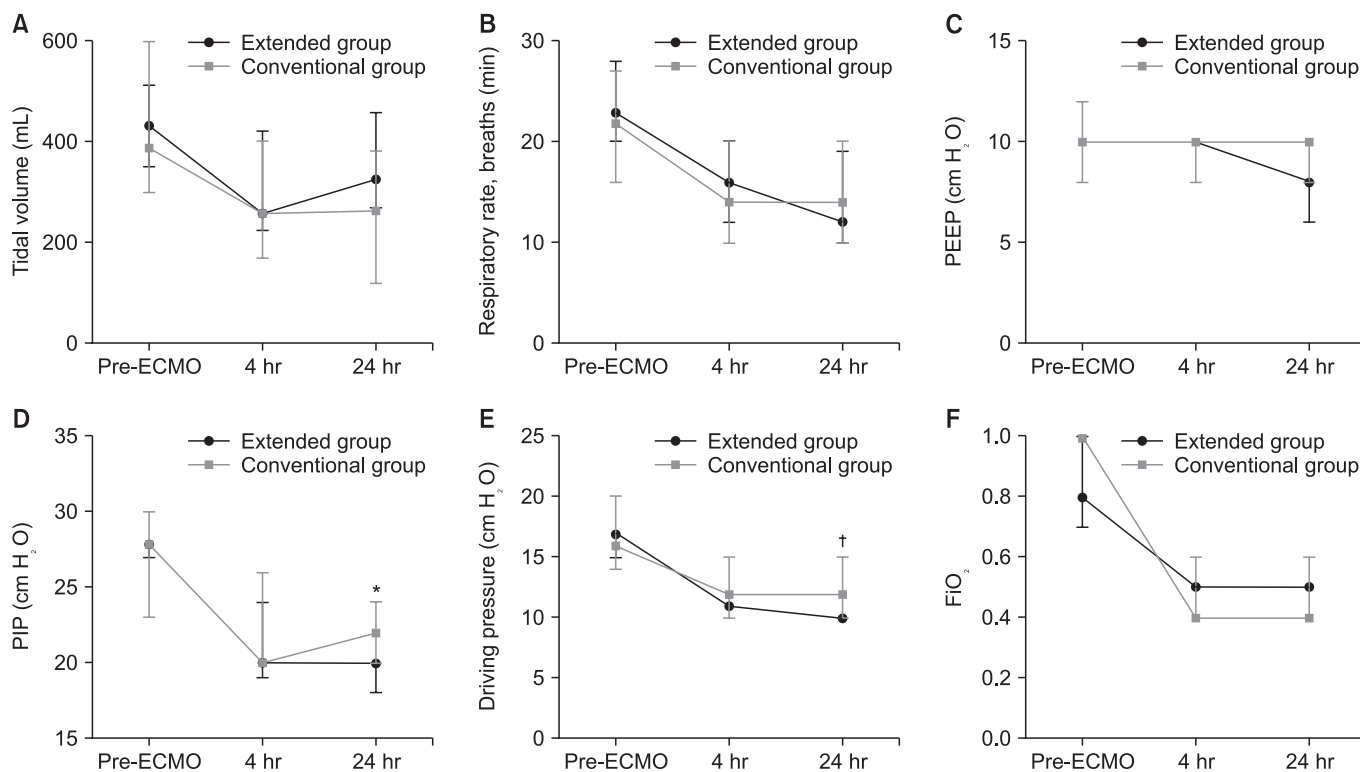 A
Tidal volume (mL)
600
400
200
0
Extended group
Conventional group
Pre-ECMO 4 hr 24 hr
B
Respiratory rate, breaths (min)
30
20
10
0
Extended group
Conventional group
Pre-ECMO 4 hr 24 hr
C
PEEP (cm H₂O)
15
10
5
0
Extended group
Conventional group
Pre-ECMO 4 hr 24 hr
D
PIP (cm H₂O)
35
30
25
20
15
Extended group
Conventional group
*
Pre-ECMO 4 hr 24 hr
E
Driving pressure (cm H₂O)
25
20
15
10
5
0
Extended group
Conventional group
†
Pre-ECMO 4 hr 24 hr
F
FiO₂
1.0
0.8
0.6
0.4
0.2
0.0
Extended group
Conventional group
Pre-ECMO 4 hr 24 hr